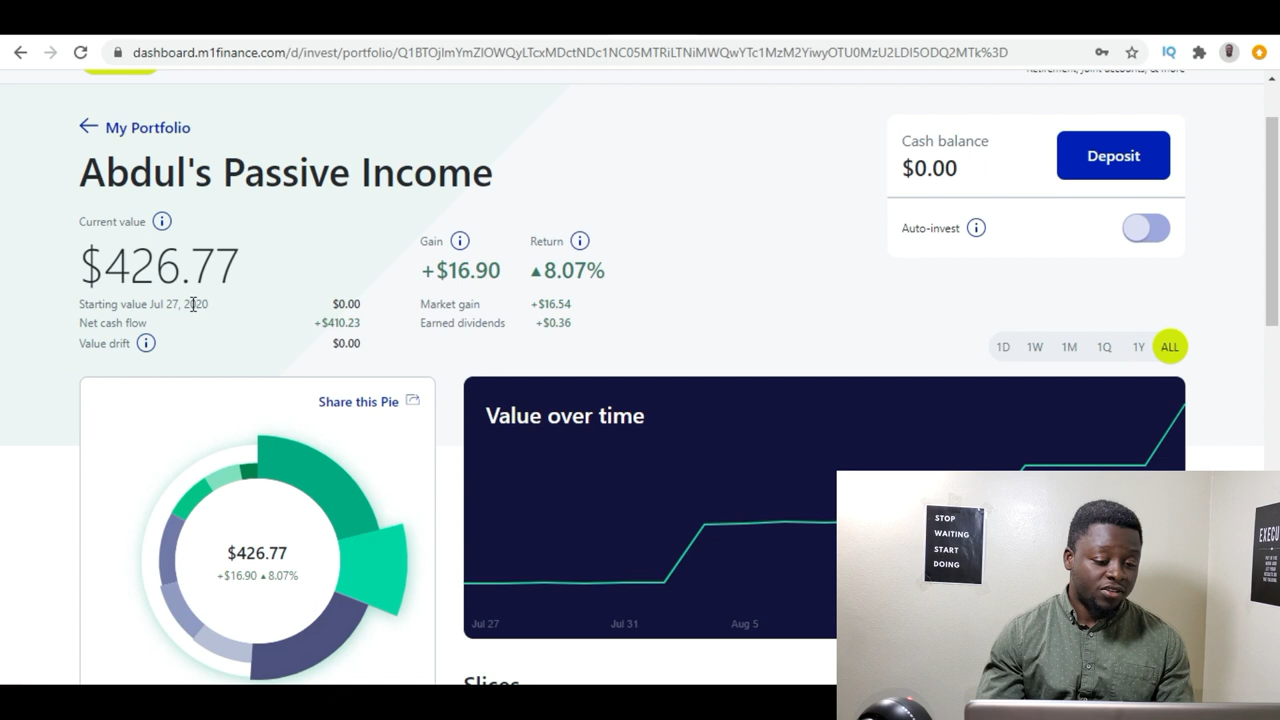 dashboard.m1finance.com/d/invest/portfolio/Q1BTOjImYmZlOWQyLTcxMDctNDc1NC05MTRiLTNiMWQwYTc1MzM2YiwyOTU0MzU2LDI5ODQ2MTk%3D
IQ
My Portfolio
Abdul's Passive Income
Cash balance
$0.00
Deposit
Auto-invest
Current value
$426.77
Starting value Jul 27, 2020 $0.00
Net cash flow +$410.23
Value drift $0.00
Gain Return
+$16.90 ▲8.07%
Market gain +$16.54
Earned dividends +$0.36
1D 1W 1M 1Q 1Y ALL
Share this Pie
$426.77
+$16.90 ▲ 8.07%
Value over time
Jul 27 Jul 31 Aug 5
Slices
STOP
WAITING
START
DOING
EXECU